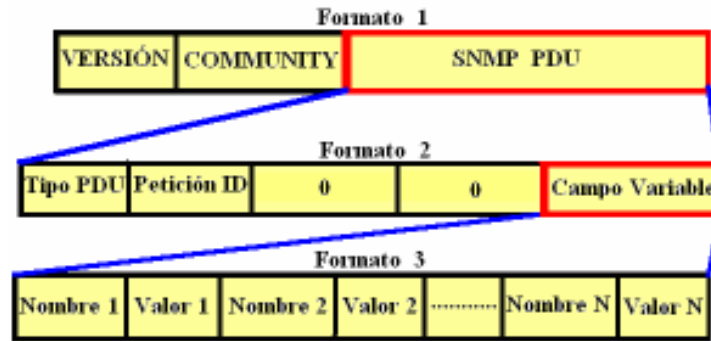 Formato 1
VERSIÓN COMMUNITY SNMP PDU
Formato 2
Tipo PDU Petición ID 0 0 Campo Variable
Formato 3
Nombre 1 Valor 1 Nombre 2 Valor 2 ........... Nombre N Valor N